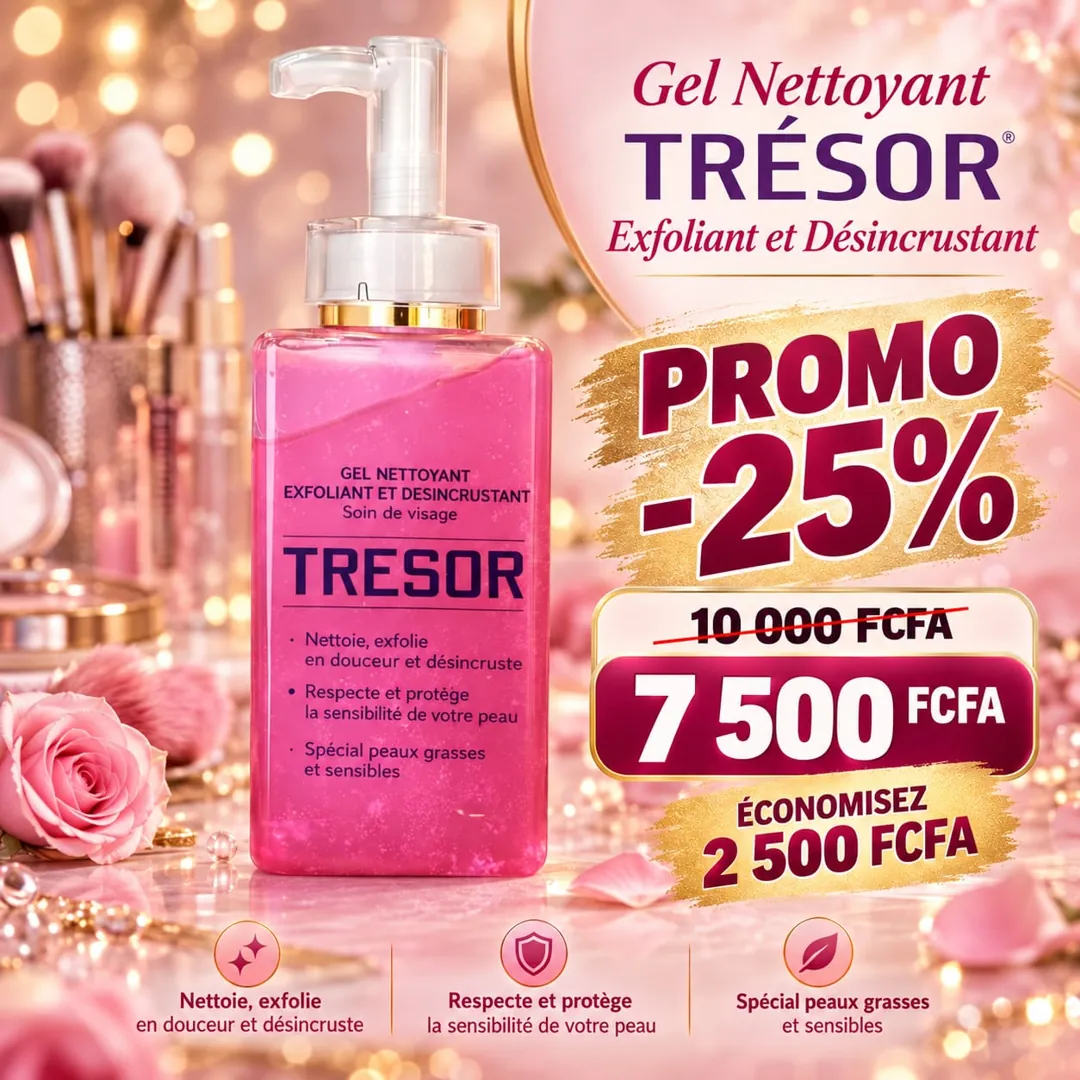 Gel Nettoyant
TRÉSOR®
Exfoliant et Désincrustant
PROMO
-25%
10 000 FCFA
7 500 FCFA
ÉCONOMISEZ
2 500 FCFA
GEL NETTOYANT
EXFOLIANT ET DESINCRUSTANT
Soin de visage
TRESOR
· Nettoie, exfolie
en douceur et désincruste
• Respecte et protège
la sensibilité de votre peau
· Spécial peaux grasses
et sensibles
Nettoie, exfolie
en douceur et désincruste
Respecte et protège
la sensibilité de votre peau
Spécial peaux grasses
et sensibles